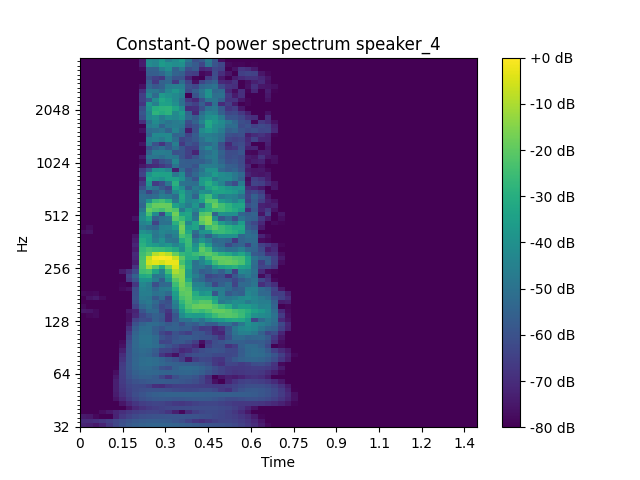 Constant-Q power spectrum speaker_4
Hz
2048
1024
512
256
128
64
32
0 0.15 0.3 0.45 0.6 0.75 0.9 1.1 1.2 1.4
Time
+0 dB
-10 dB
-20 dB
-30 dB
-40 dB
-50 dB
-60 dB
-70 dB
-80 dB